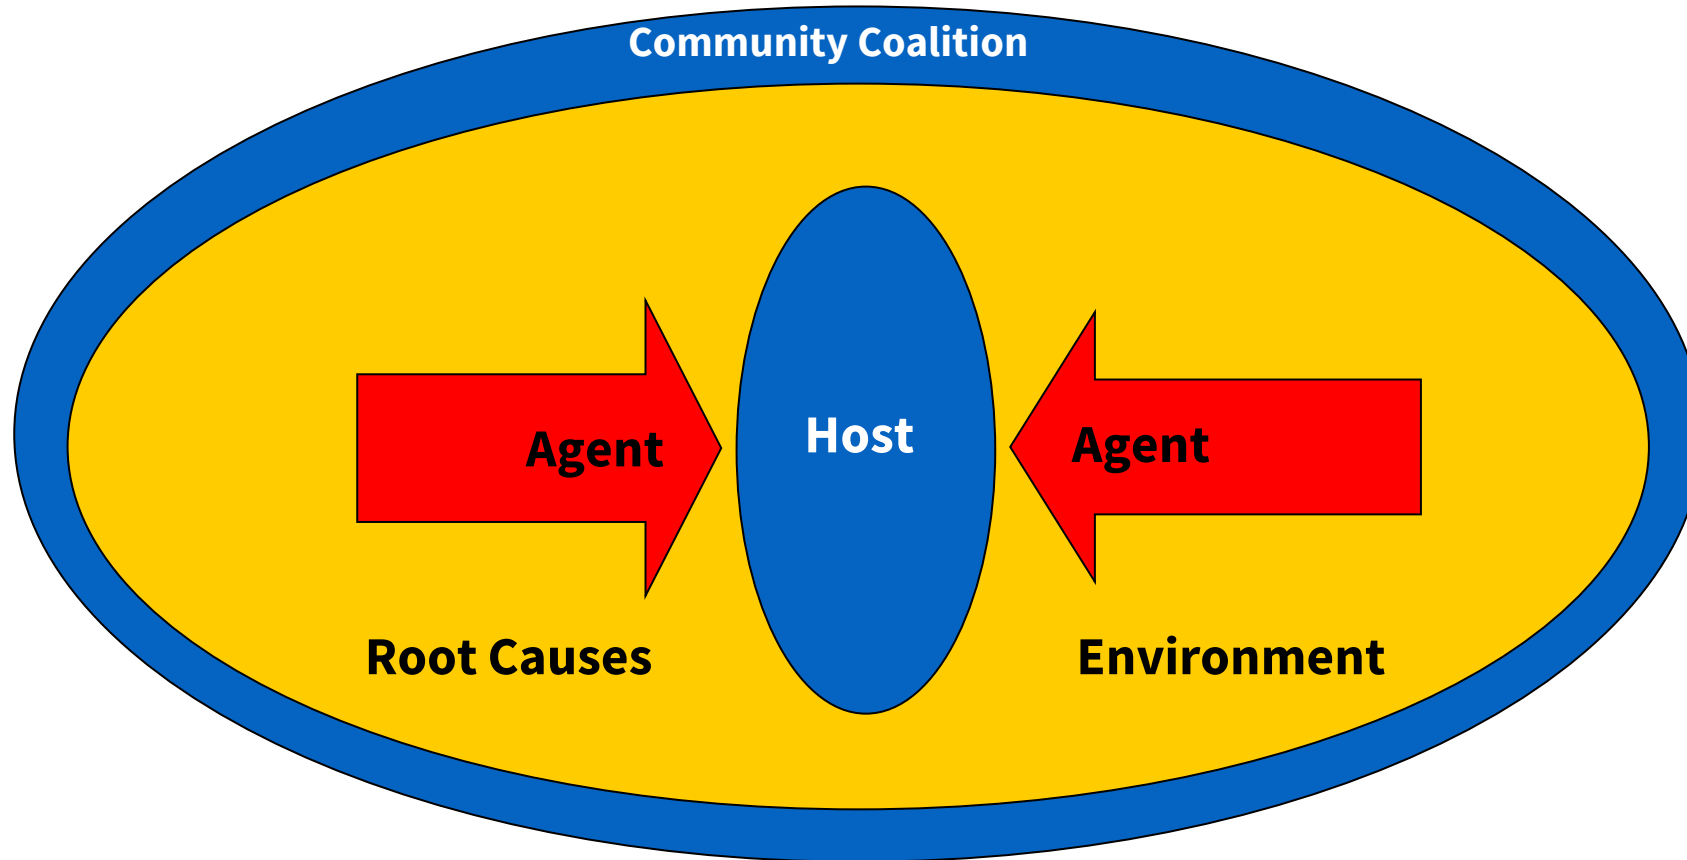 Community Coalition
Agent
Host
Agent
Root Causes
Environment